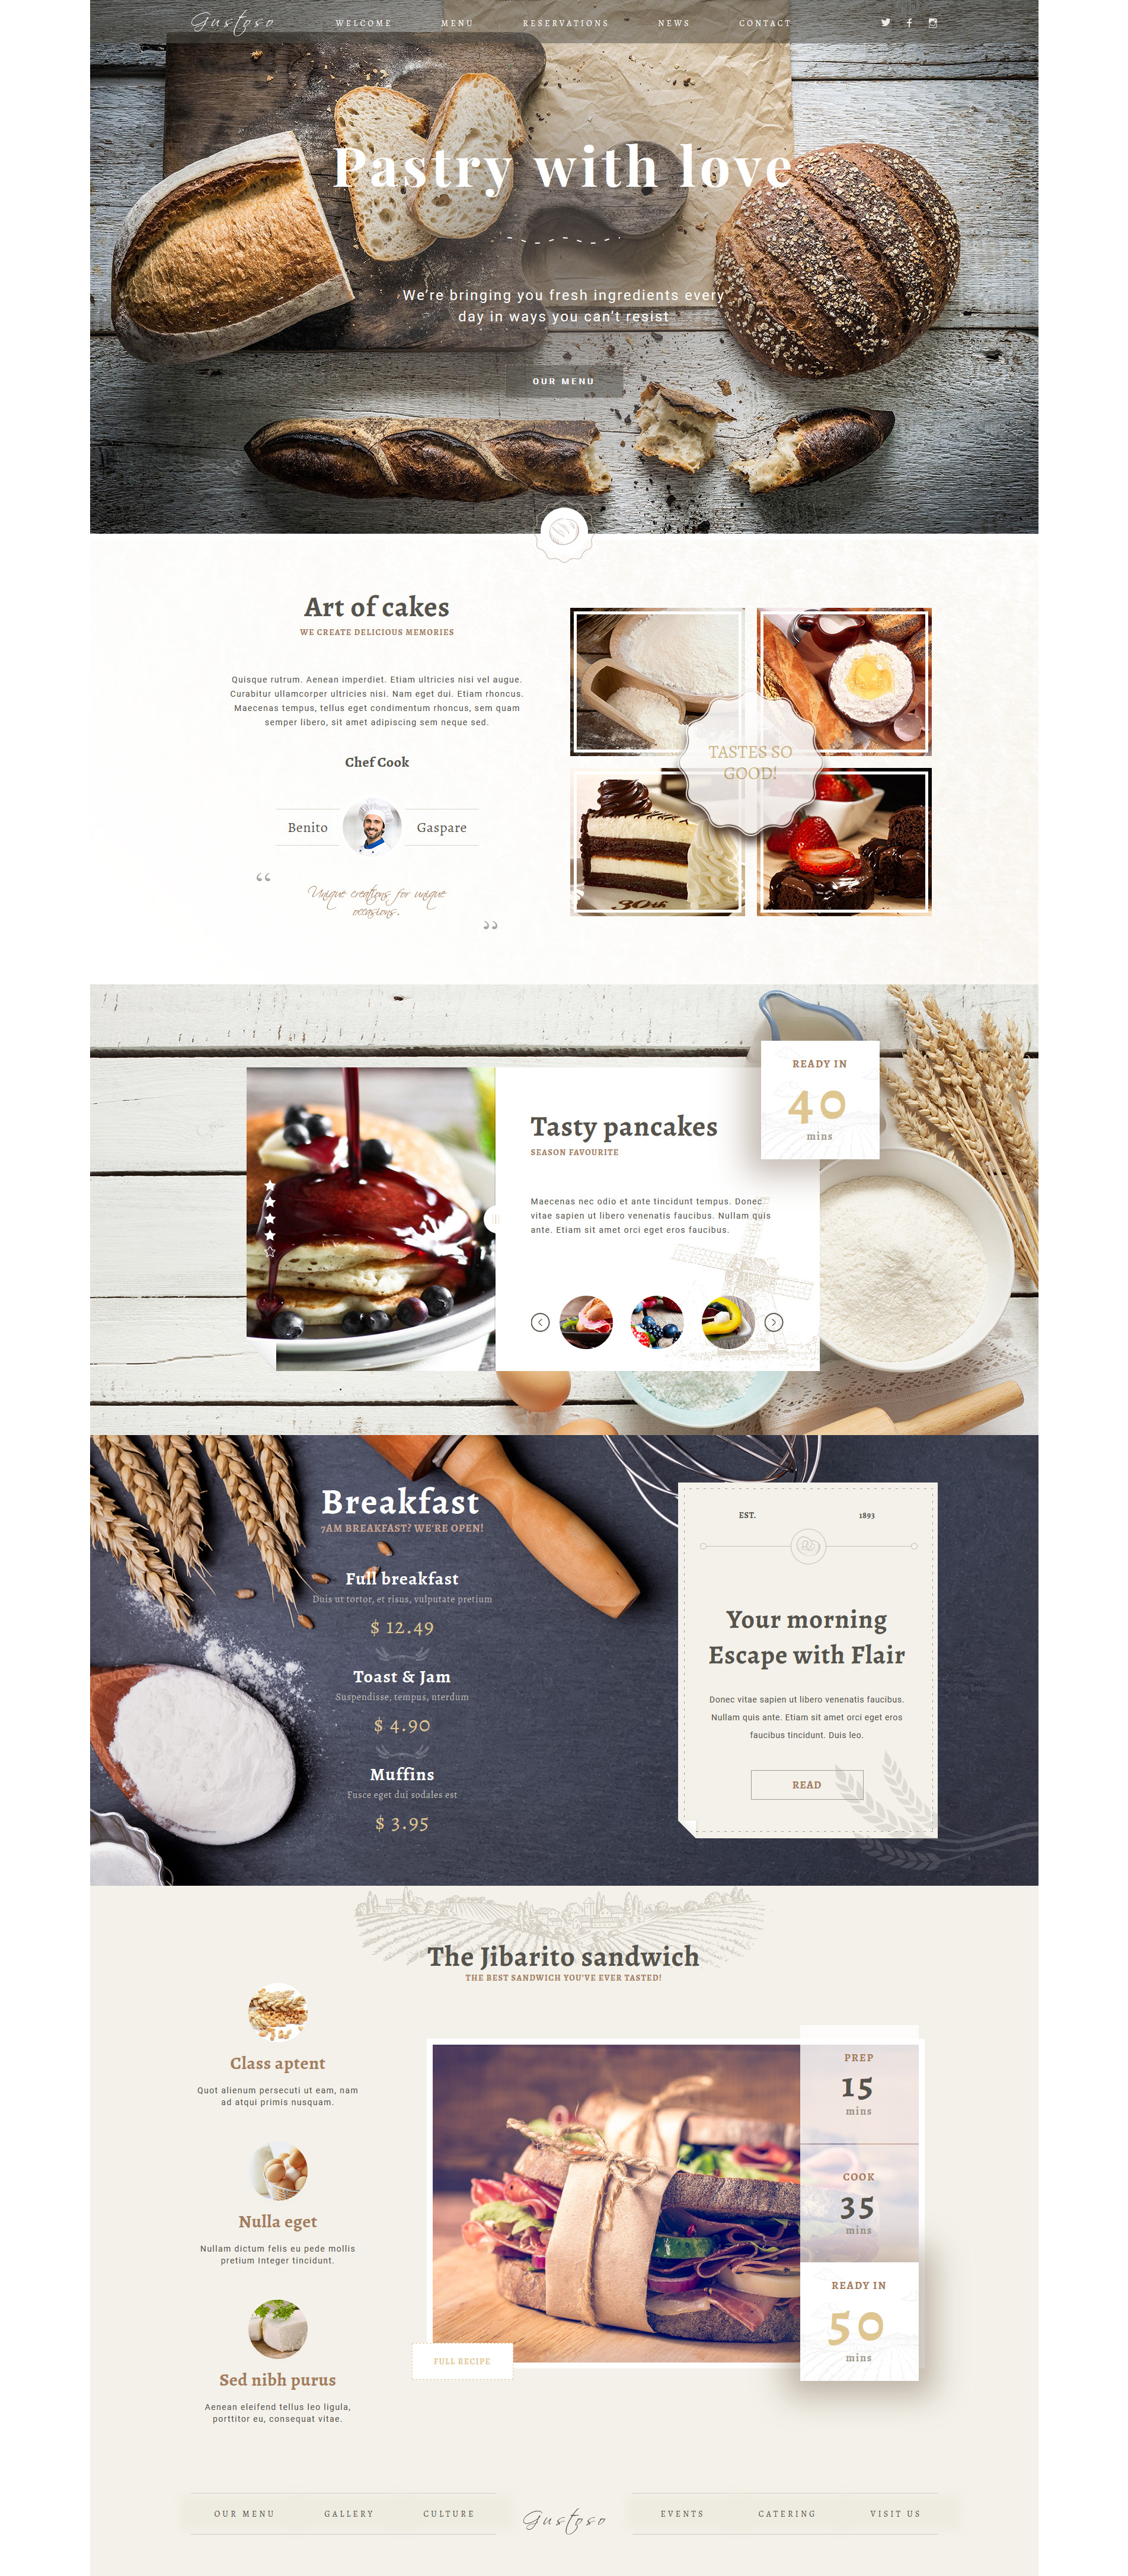 Gustoso
WELCOME
MENU
RESERVATIONS
NEWS
CONTACT
Pastry with love
We're bringing you fresh ingredients every
day in ways you can't resist
OUR MENU
Art of cakes
WE CREATE DELICIOUS MEMORIES
Quisque rutrum. Aenean imperdiet. Etiam ultricies nisi vel augue.
Curabitur ullamcorper ultricies nisi. Nam eget dui. Etiam rhoncus.
Maecenas tempus, tellus eget condimentum rhoncus, sem quam
semper libero, sit amet adipiscing sem neque sed.
Chef Cook
Benito
Gaspare
“
Unique creations for unique
occasions.
”
TASTES SO
GOOD!
30th
READY IN
40
mins
Tasty pancakes
SEASON FAVOURITE
Maecenas nec odio et ante tincidunt tempus. Donec
vitae sapien ut libero venenatis faucibus. Nullam quis
ante. Etiam sit amet orci eget eros faucibus.
Breakfast
7AM BREAKFAST? WE'RE OPEN!
Full breakfast
Duis ut tortor, et risus, vulputate pretium
$ 12.49
Toast & Jam
Suspendisse, tempus, nterdum
$ 4.90
Muffins
Fusce eget dui sodales est
$ 3.95
EST.
1893
Your morning
Escape with Flair
Donec vitae sapien ut libero venenatis faucibus.
Nullam quis ante. Etiam sit amet orci eget eros
faucibus tincidunt. Duis leo.
READ
The Jibarito sandwich
THE BEST SANDWICH YOU'VE EVER TASTED!
Class aptent
Quot alienum persecuti ut eam, nam
ad atqui primis nusquam.
Nulla eget
Nullam dictum felis eu pede mollis
pretium Integer tincidunt.
Sed nibh purus
Aenean eleifend tellus leo ligula,
porttitor eu, consequat vitae.
PREP
15
mins
COOK
35
mins
READY IN
50
mins
FULL RECIPE
OUR MENU
GALLERY
CULTURE
Gustoso
EVENTS
CATERING
VISIT US